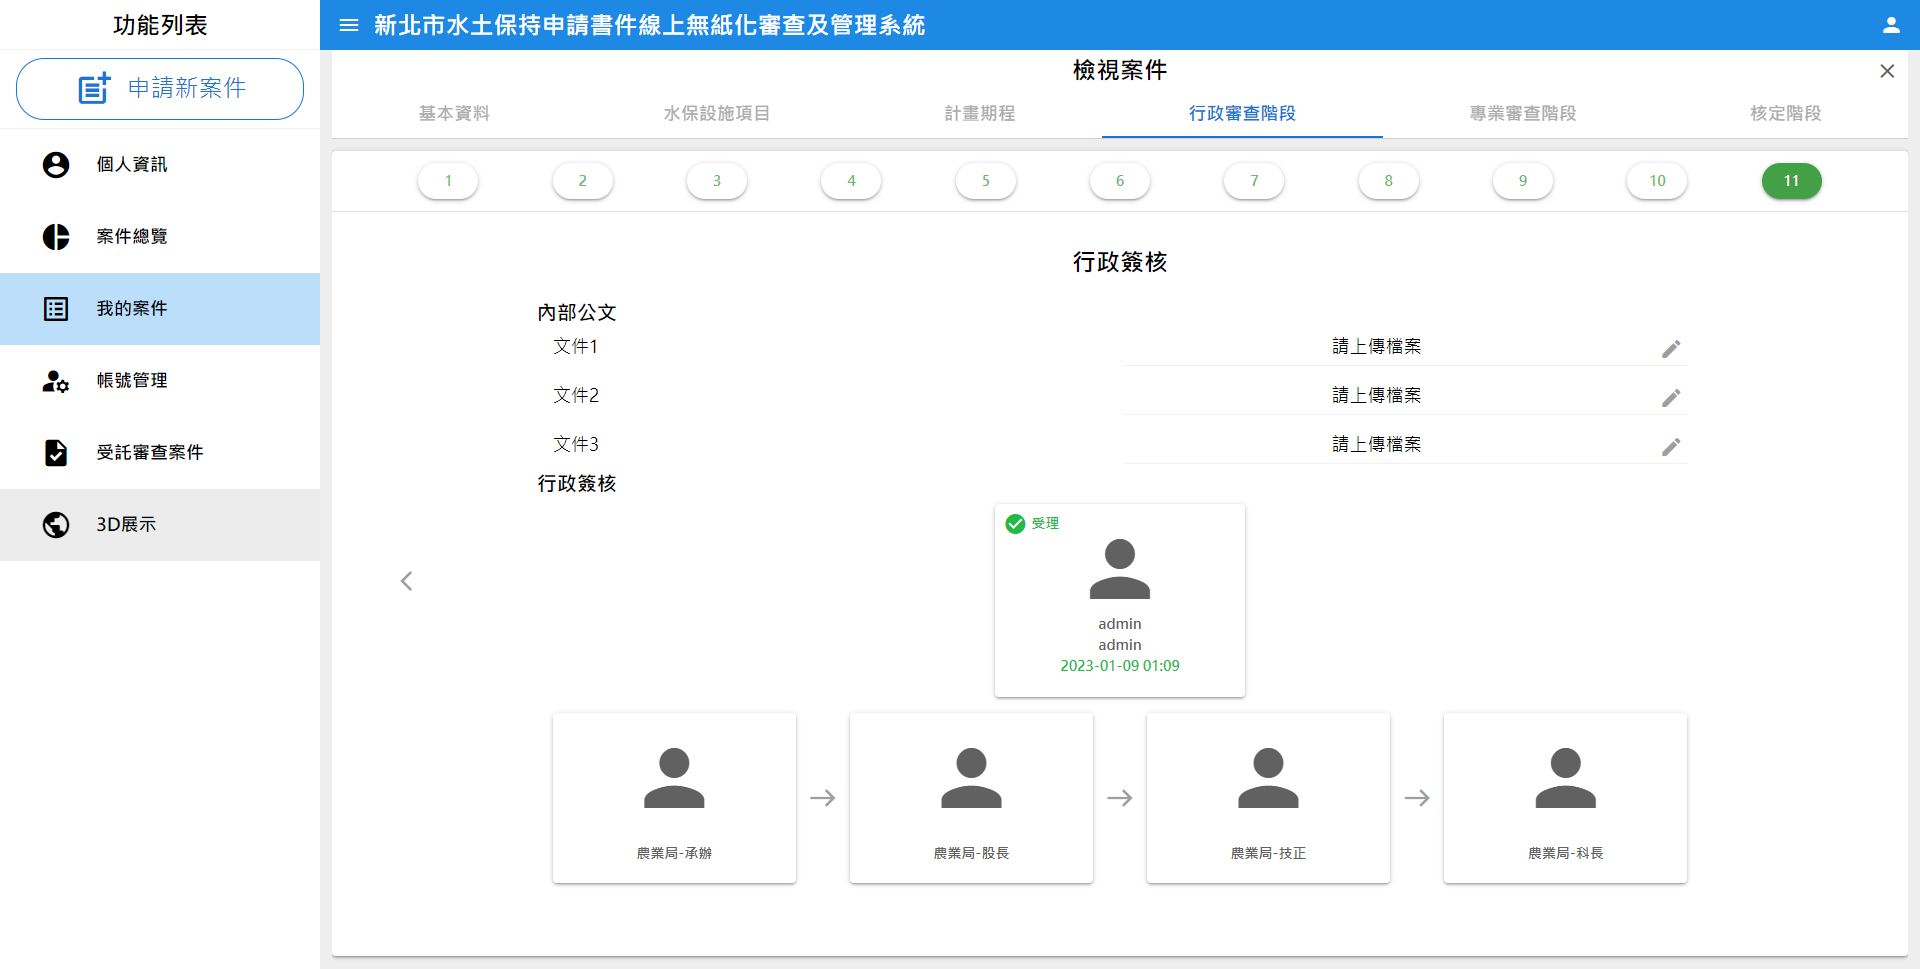 功能列表
新北市水土保持申請書件線上無紙化審查及管理系統
申請新案件
個人資訊
案件總覽
我的案件
帳號管理
受託審查案件
3D展示
檢視案件
基本資料 水保設施項目 計畫期程 行政審查階段 專業審查階段 核定階段
1 2 3 4 5 6 7 8 9 10 11
行政簽核
內部公文
文件1 請上傳檔案
文件2 請上傳檔案
文件3 請上傳檔案
行政簽核
受理
admin
admin
2023-01-09 01:09
農業局-承辦 農業局-股長 農業局-技正 農業局-科長